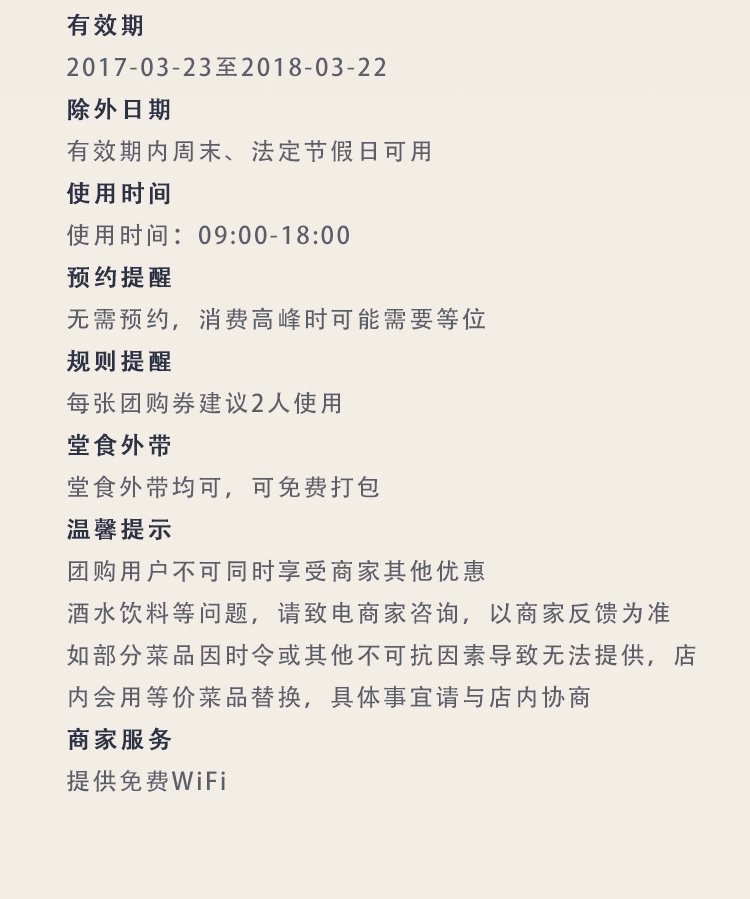 有效期
2017-03-23至2018-03-22
除外日期
有效期内周末、法定节假日可用
使用时间
使用时间：09:00-18:00
预约提醒
无需预约，消费高峰时可能需要等位
规则提醒
每张团购券建议2人使用
堂食外带
堂食外带均可，可免费打包
温馨提示
团购用户不可同时享受商家其他优惠
酒水饮料等问题，请致电商家咨询，以商家反馈为准
如部分菜品因时令或其他不可抗因素导致无法提供，店
内会用等价菜品替换，具体事宜请与店内协商
商家服务
提供免费WiFi